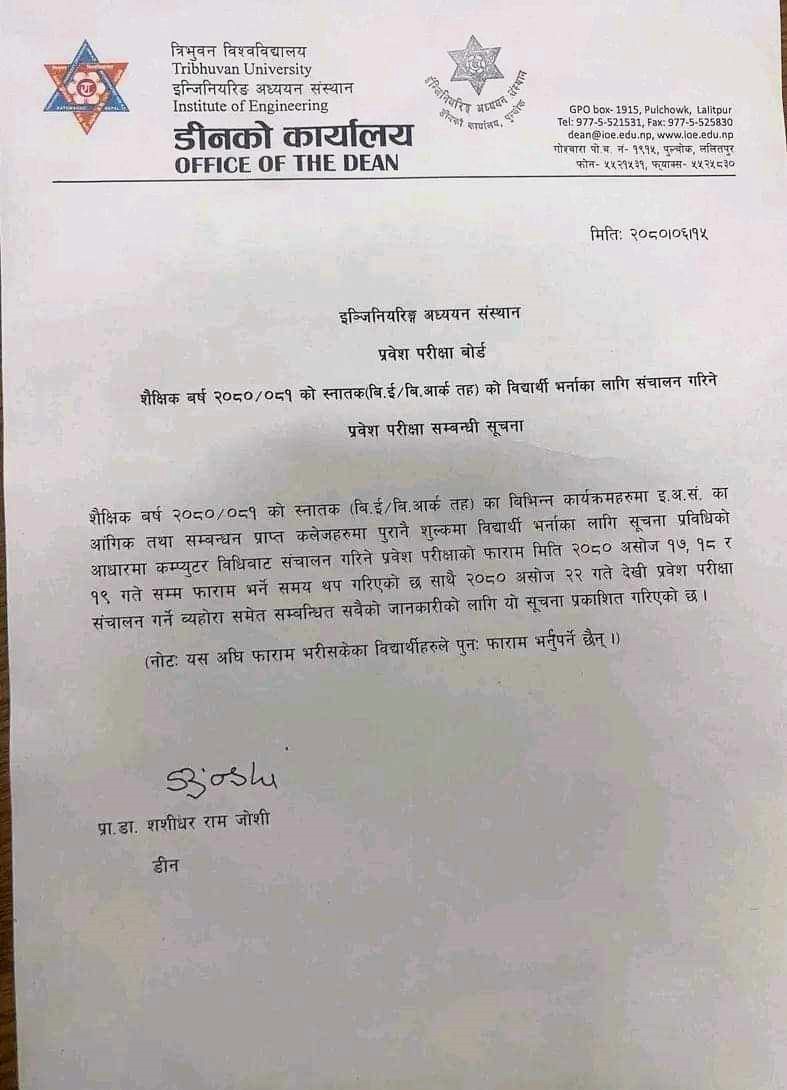 त्रिभुवन विश्वविद्यालय
Tribhuvan University
इन्जिनियरिङ अध्ययन संस्थान
Institute of Engineering
डीनको कार्यालय
OFFICE OF THE DEAN
इन्जिनियरिङ अध्ययन संस्थान
डीनको कार्यालय, पुल्चोक
GPO box- 1915, Pulchowk, Lalitpur
Tel: 977-5-521531, Fax: 977-5-525830
dean@ioe.edu.np, www.ioe.edu.np
गोश्वारा पो.ब. नं- १९१५, पुल्चोक, ललितपुर
फोन- ५५२१५३१, फ्याक्स- ५५२५८३०
मितिः २०८०।०६।१५
इञ्जिनियरिङ्ग अध्ययन संस्थान
प्रवेश परीक्षा बोर्ड
शैक्षिक बर्ष २०८०/०८१ को स्नातक(बि.ई/बि.आर्क तह) को विद्यार्थी भर्नाका लागि संचालन गरिने
प्रवेश परीक्षा सम्बन्धी सूचना
शैक्षिक बर्ष २०८०/०८१ को स्नातक (बि.ई/बि.आर्क तह) का बिभिन्न कार्यक्रमहरुमा इ.अ.सं. का
आंगिक तथा सम्बन्धन प्राप्त कलेजहरुमा पुरानै शुल्कमा विद्यार्थी भर्नाका लागि सूचना प्रविधिको
आधारमा कम्प्युटर विधिवाट संचालन गरिने प्रवेश परीक्षाको फाराम मिति २०८० असोज १७, १८ र
१९ गते सम्म फाराम भर्ने समय थप गरिएको छ साथै २०८० असोज २२ गते देखी प्रवेश परीक्षा
संचालन गर्ने व्यहोरा समेत सम्बन्धित सबैको जानकारीको लागि यो सूचना प्रकाशित गरिएको छ ।
(नोटः यस अघि फाराम भरीसकेका विद्यार्थीहरुले पुनः फाराम भर्नुपर्ने छैन् ।)
प्रा.डा. शशीधर राम जोशी
डीन